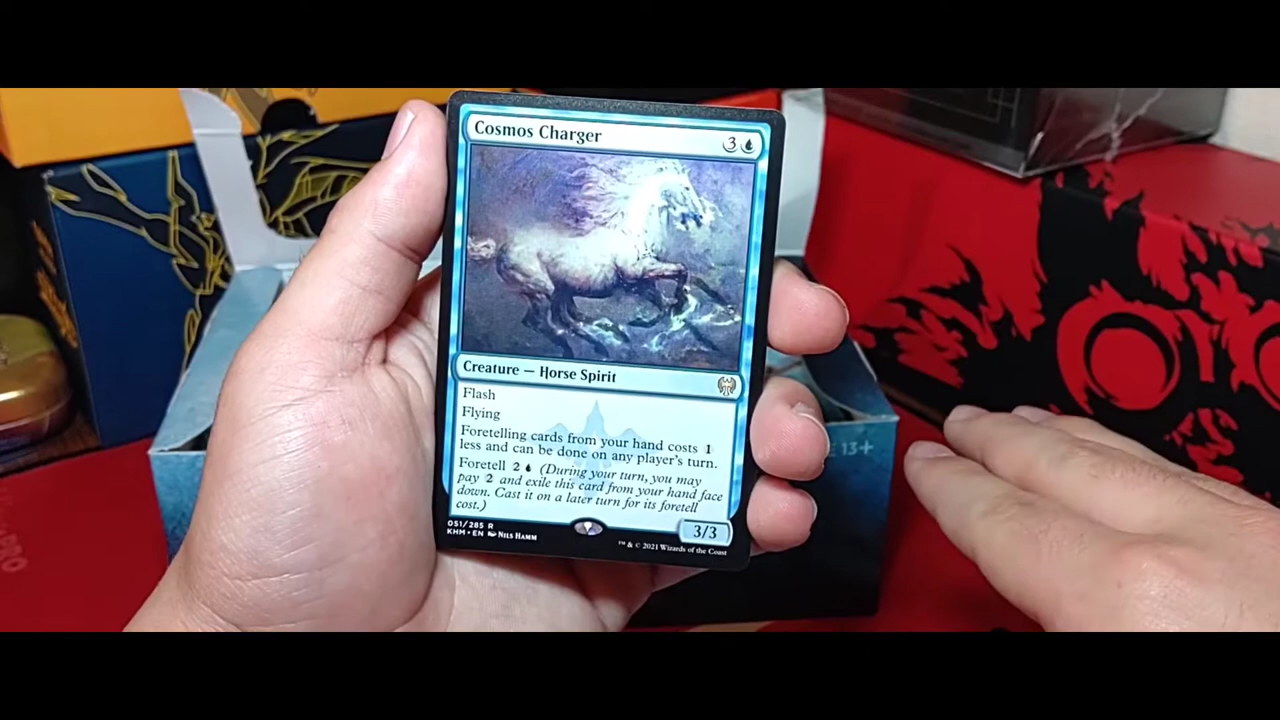 Cosmos Charger 3
Creature — Horse Spirit
Flash
Flying
Foretelling cards from your hand costs 1
less and can be done on any player's turn.
Foretell 2 (During your turn, you may
pay 2 and exile this card from your hand face
down. Cast it on a later turn for its foretell
cost.)
3/3
051/285 R
KHM • EN Nils Hamm
™ & © 2021 Wizards of the Coast
13+
PRO